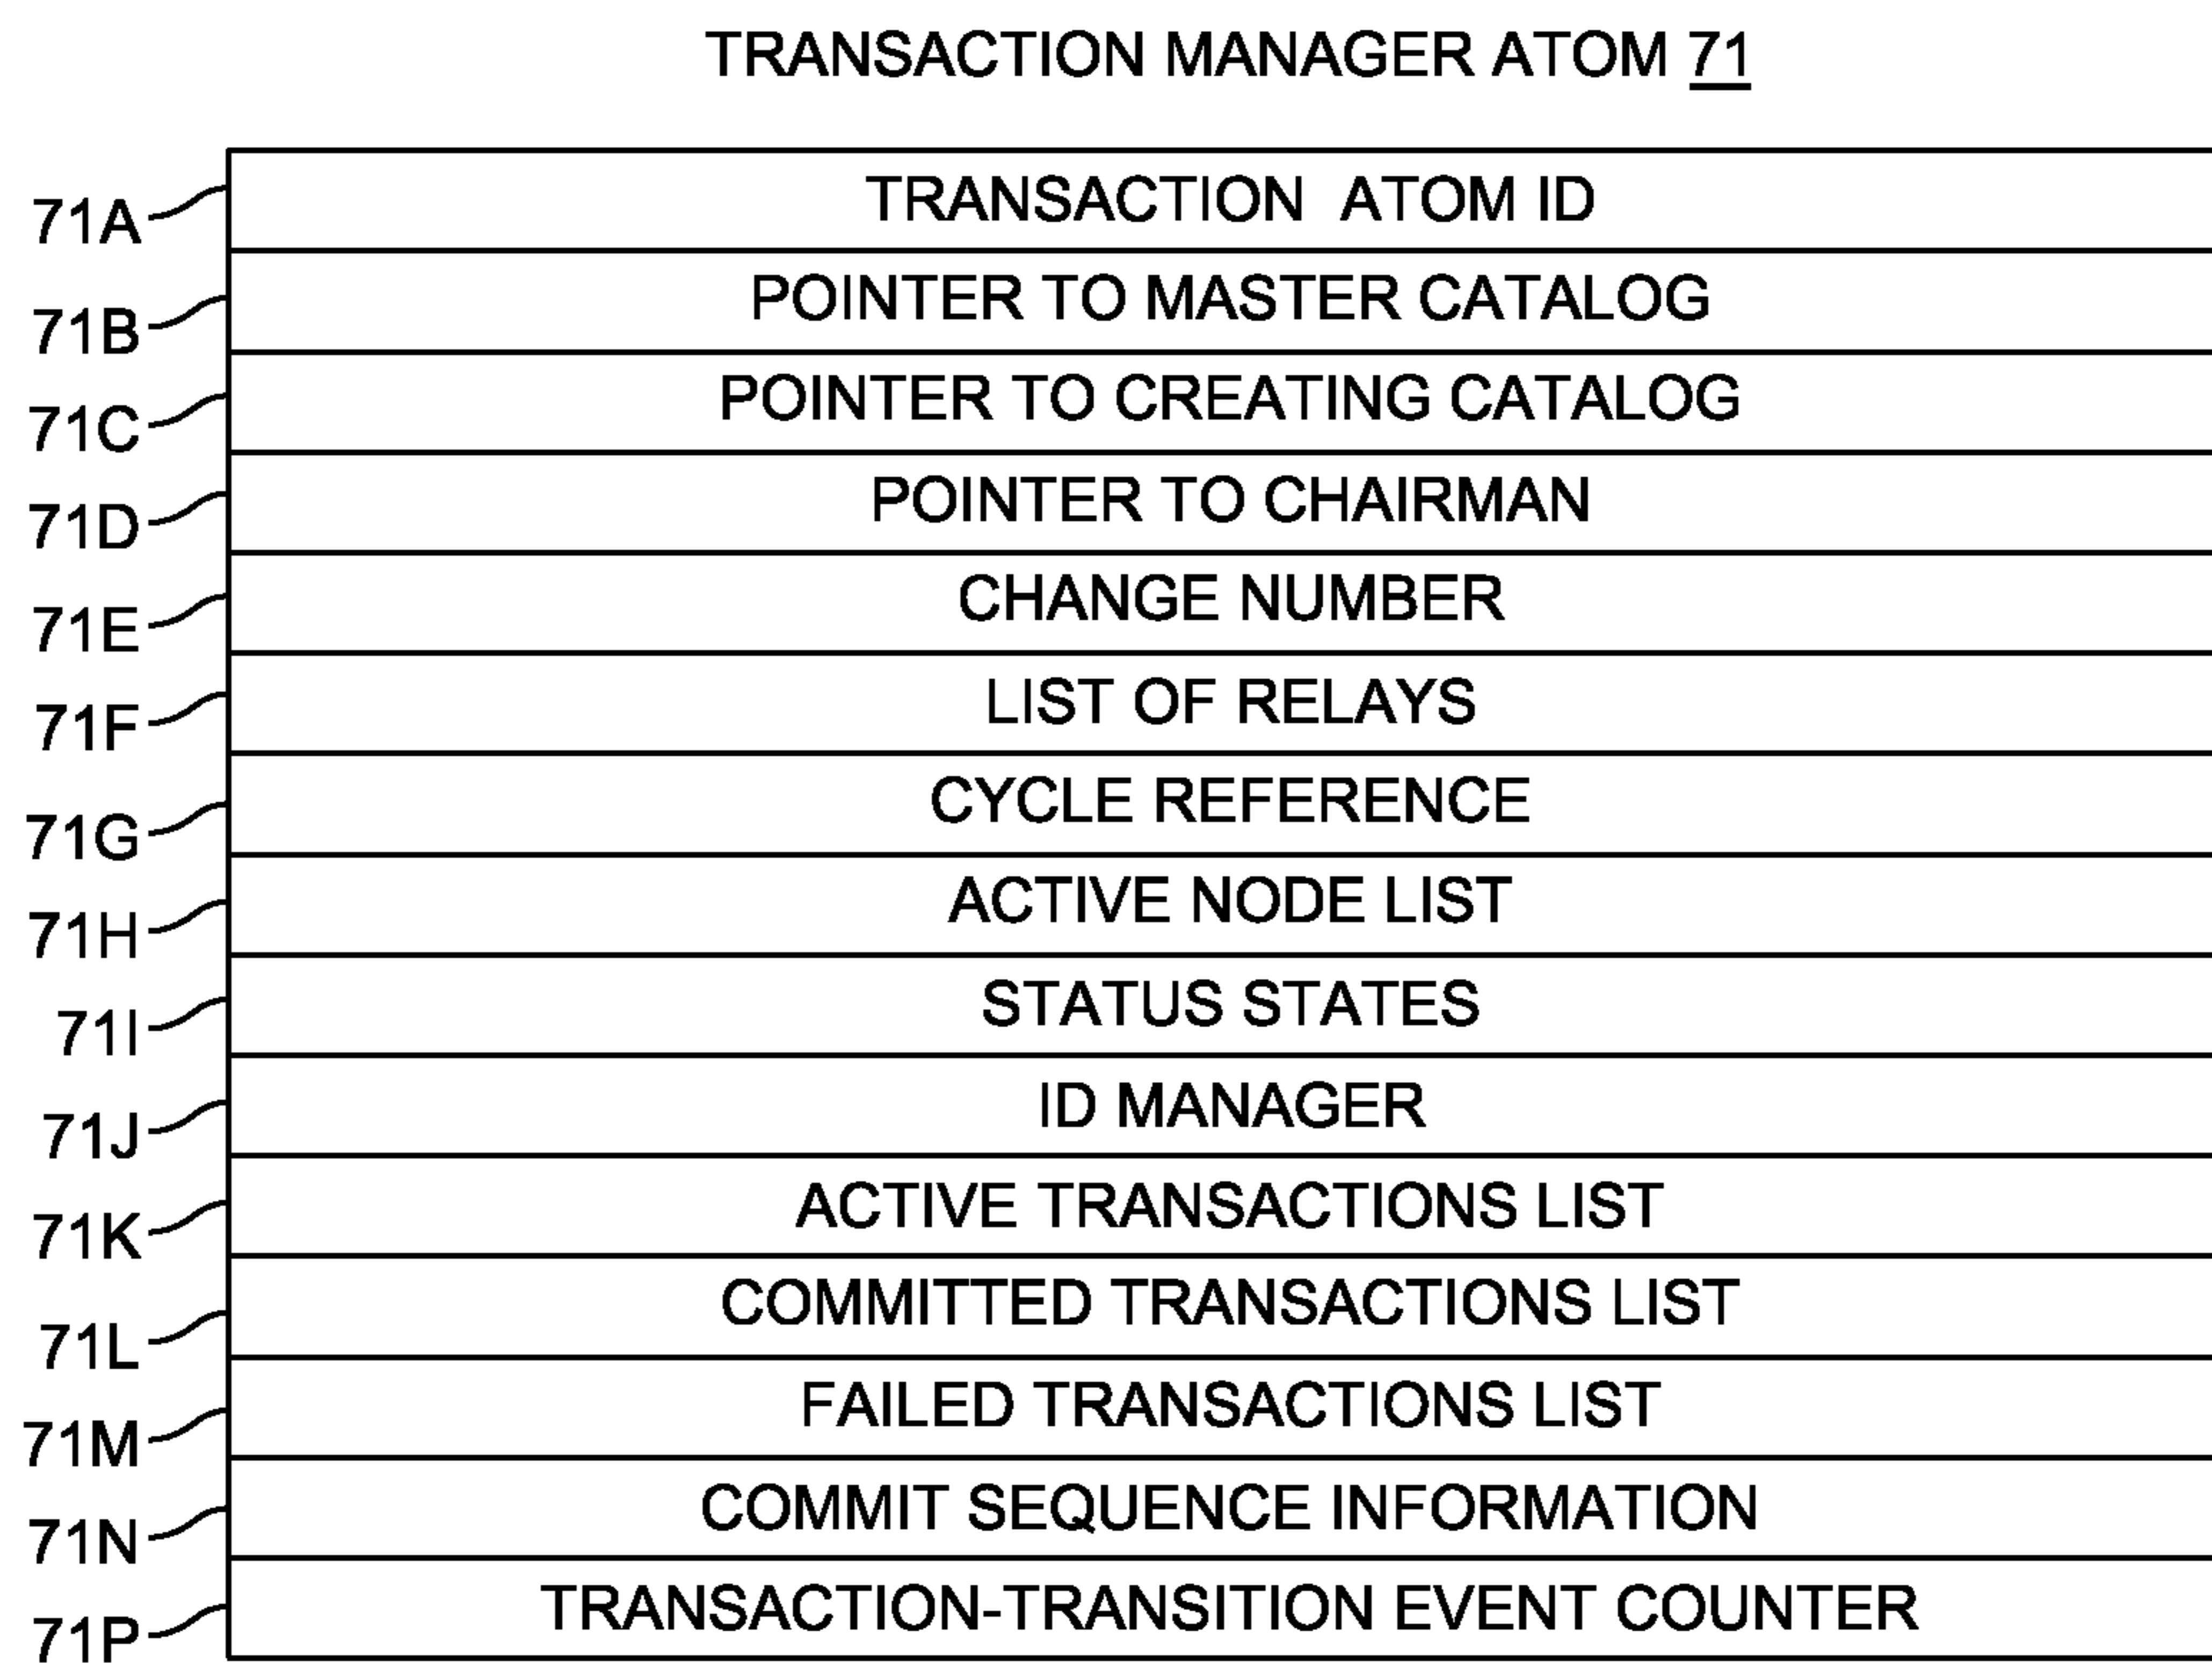 TRANSACTION MANAGER ATOM 71
71A TRANSACTION ATOM ID
71B POINTER TO MASTER CATALOG
71C POINTER TO CREATING CATALOG
71D POINTER TO CHAIRMAN
71E CHANGE NUMBER
71F LIST OF RELAYS
71G CYCLE REFERENCE
71H ACTIVE NODE LIST
71I STATUS STATES
71J ID MANAGER
71K ACTIVE TRANSACTIONS LIST
71L COMMITTED TRANSACTIONS LIST
71M FAILED TRANSACTIONS LIST
71N COMMIT SEQUENCE INFORMATION
71P TRANSACTION-TRANSITION EVENT COUNTER